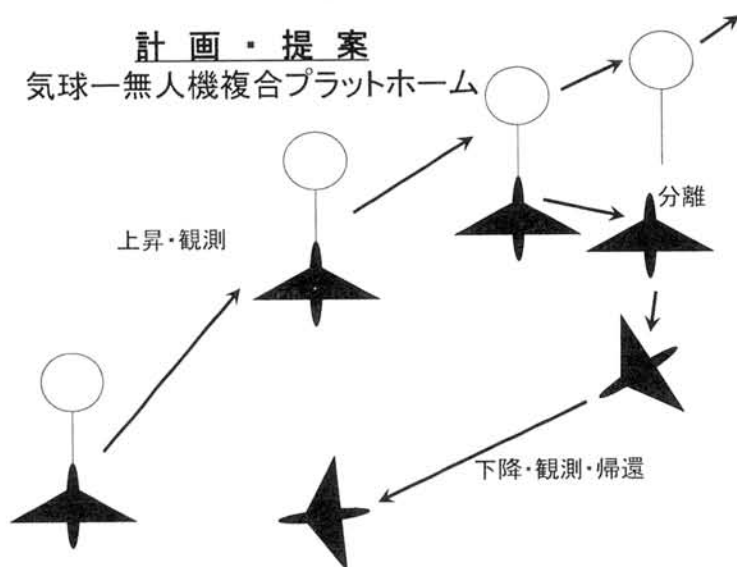 計画・提案
気球ー無人機複合プラットホーム
分離
上昇・観測
下降・観測・帰還